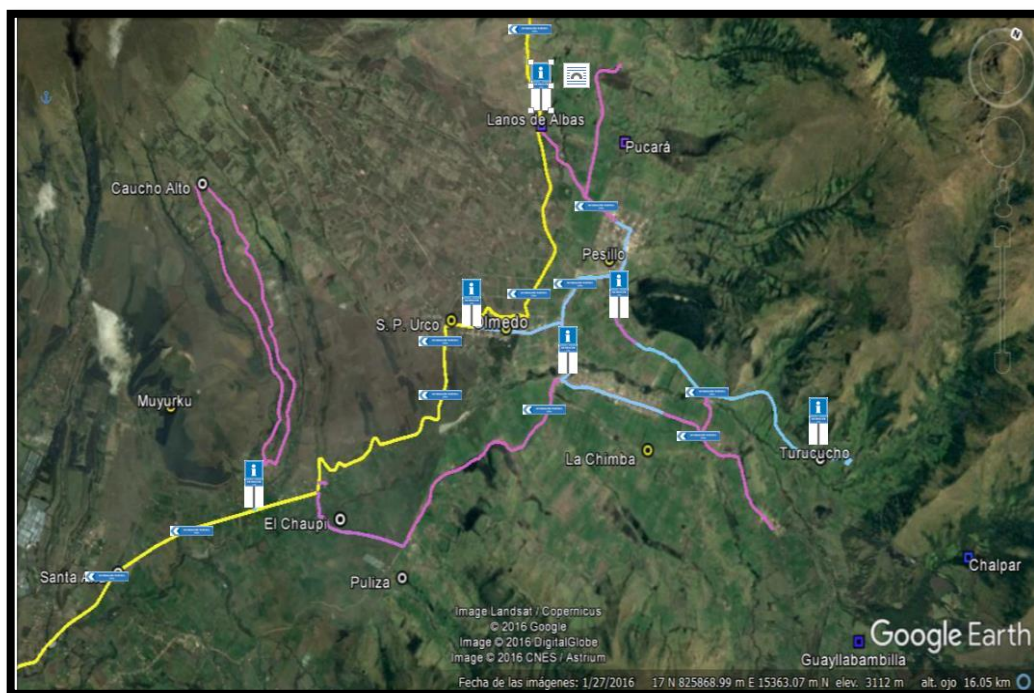 N
i
Lanos de Albas
Pucará
Caucho Alto
Pesillo
i
i
S. P. Urco
Olmedo
i
Muyurku
i
La Chimba
Turucucho
i
El Chaupi
Santa
Puliza
Chalpar
Image Landsat / Copernicus
© 2016 Google
Image © 2016 DigitalGlobe
Image © 2016 CNES / Astrium
Google Earth
Guayllabambilla
Fecha de las imágenes: 1/27/2016 17 N 825868.99 m E 15363.07 m N elev. 3112 m alt. ojo 16.05 km